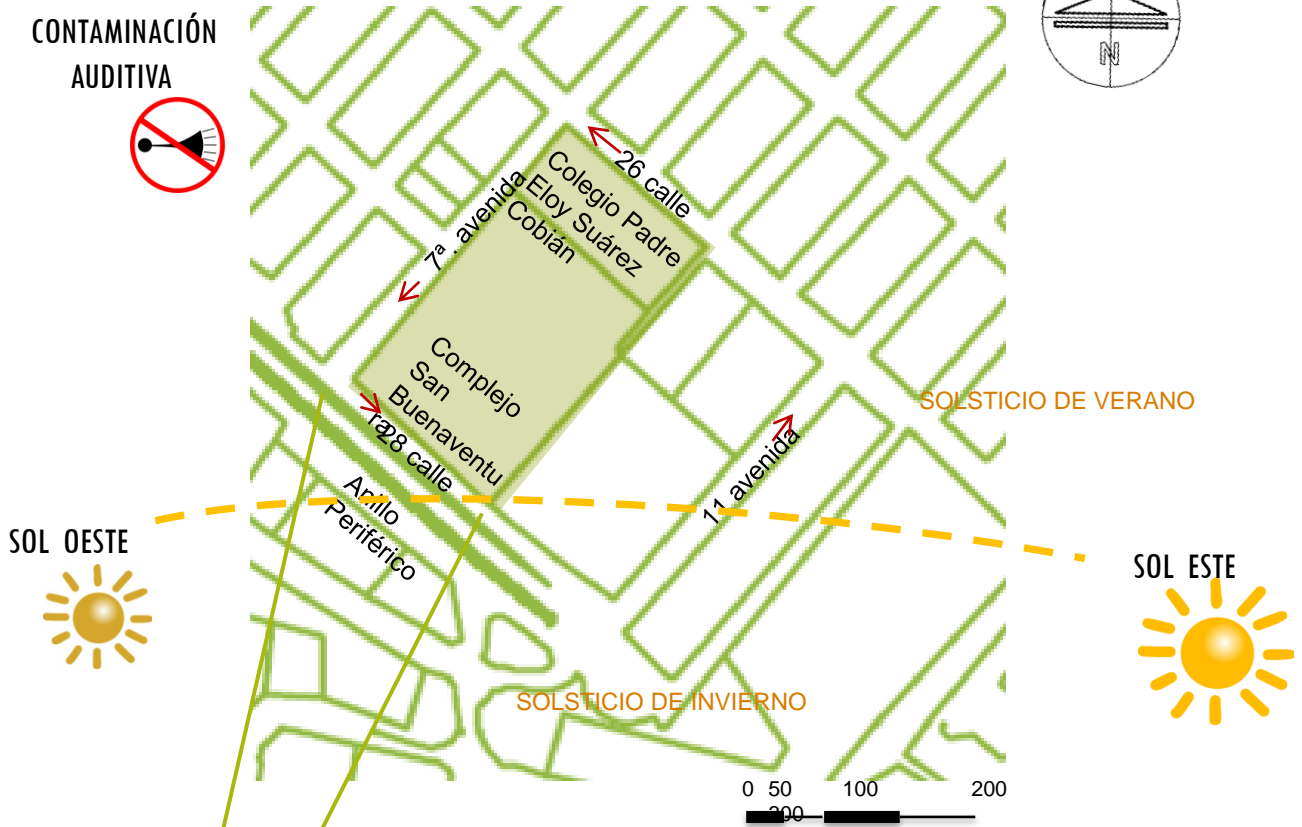 CONTAMINACIÓN
AUDITIVA
N
26 calle
Colegio Padre
Eloy Suárez
Cobián
7ª. avenida
Complejo
San
Buenaventu
ra
28 calle
Anillo
Periférico
11 avenida
SOLSTICIO DE VERANO
SOL OESTE
SOL ESTE
SOLSTICIO DE INVIERNO
0 50 100 200
300